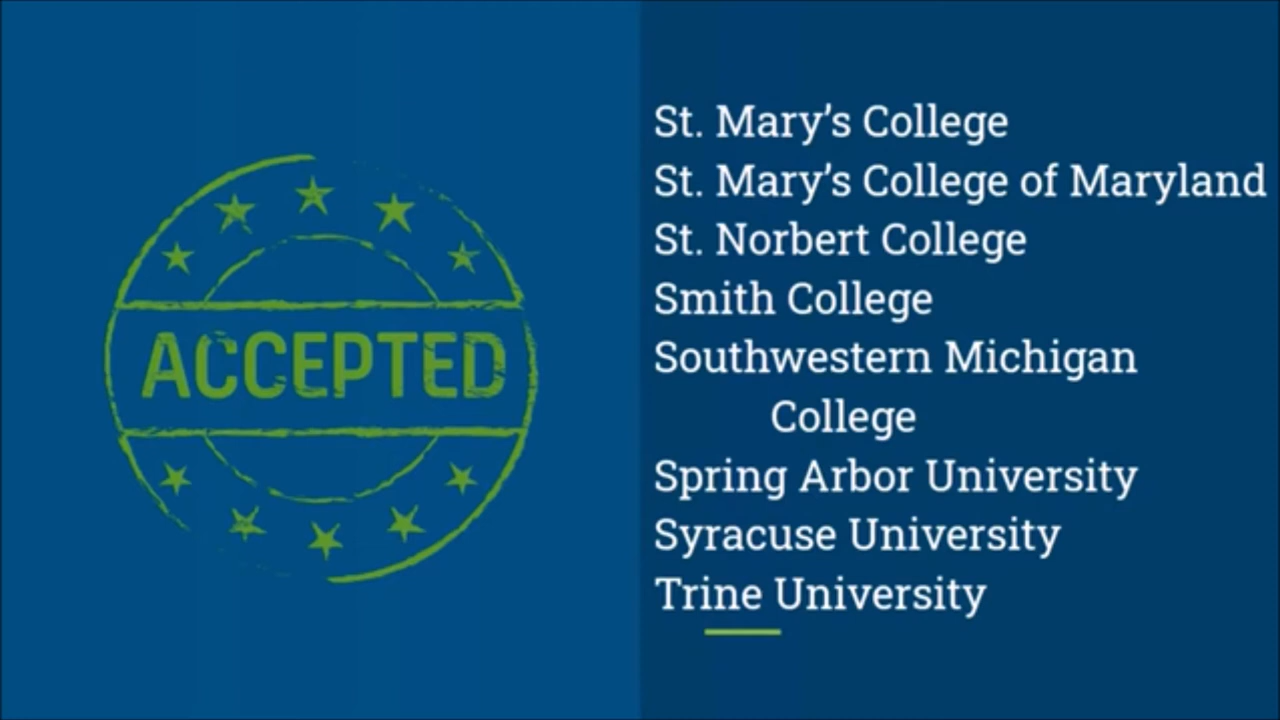 ACCEPTED
St. Mary’s College
St. Mary’s College of Maryland
St. Norbert College
Smith College
Southwestern Michigan
College
Spring Arbor University
Syracuse University
Trine University